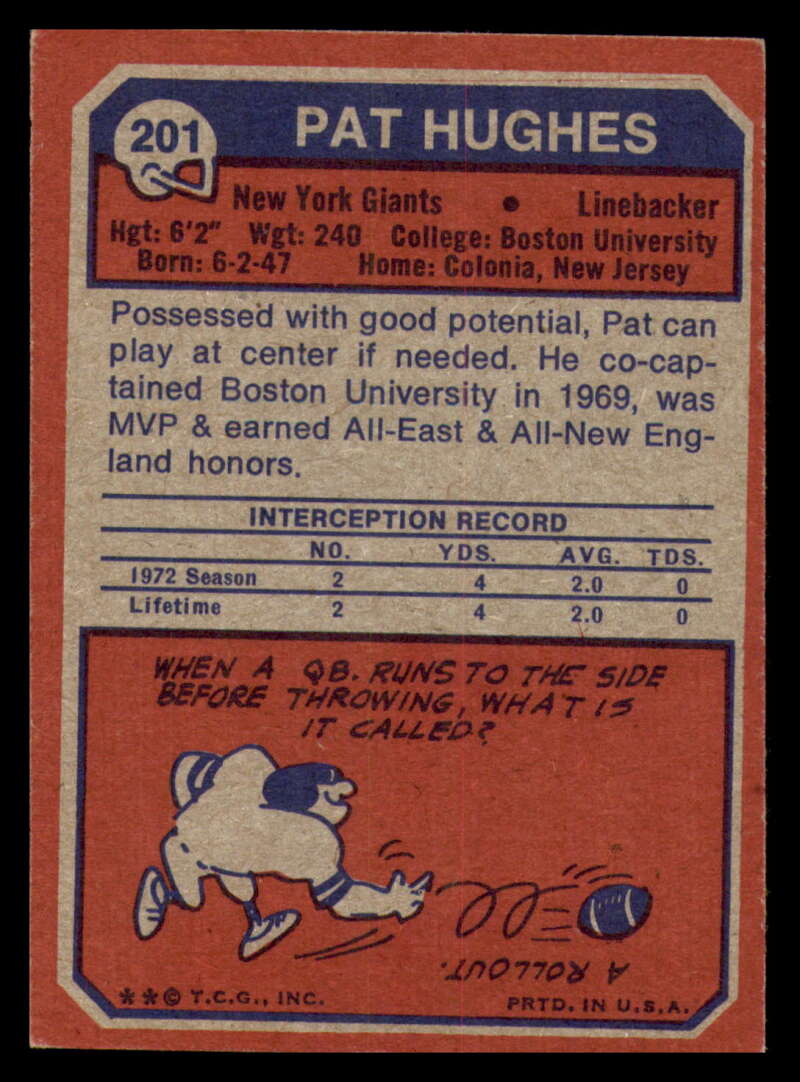 201
PAT HUGHES
New York Giants • Linebacker
Hgt: 6'2" Wgt: 240 College: Boston University
Born: 6-2-47 Home: Colonia, New Jersey
Possessed with good potential, Pat can
play at center if needed. He co-cap-
tained Boston University in 1969, was
MVP & earned All-East & All-New Eng-
land honors.
INTERCEPTION RECORD
NO. YDS. AVG. TDS.
1972 Season 2 4 2.0 0
Lifetime 2 4 2.0 0
WHEN A QB. RUNS TO THE SIDE
BEFORE THROWING, WHAT IS
IT CALLED?
A ROLLOUT.
**© T.C.G., INC. PRTD. IN U.S.A.